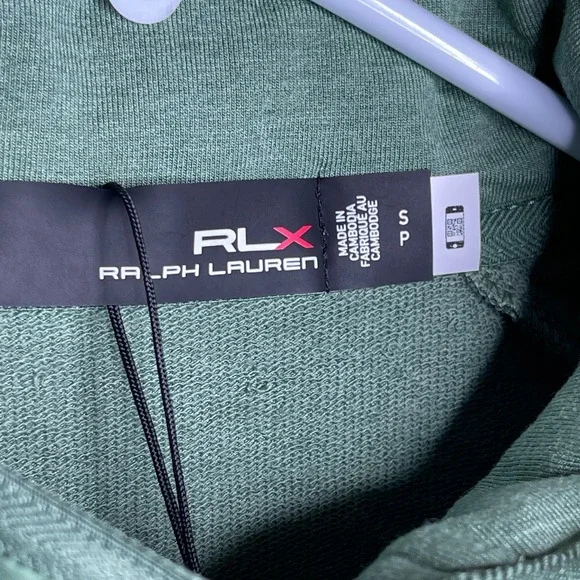 RLX
RALPH LAUREN
MADE IN
CAMBODIA
FABRIQUÉ AU
CAMBODGE
S
P